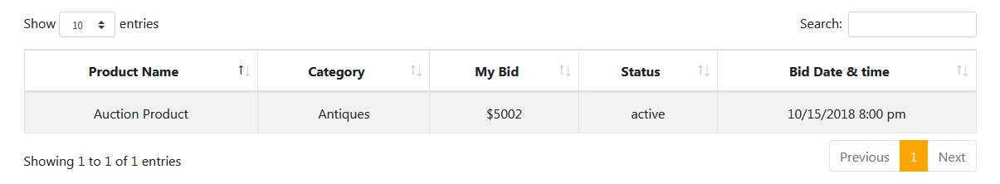 Show 10 entries Search:
Product Name Category My Bid Status Bid Date & time
Auction Product Antiques $5002 active 10/15/2018 8:00 pm
Showing 1 to 1 of 1 entries Previous 1 Next